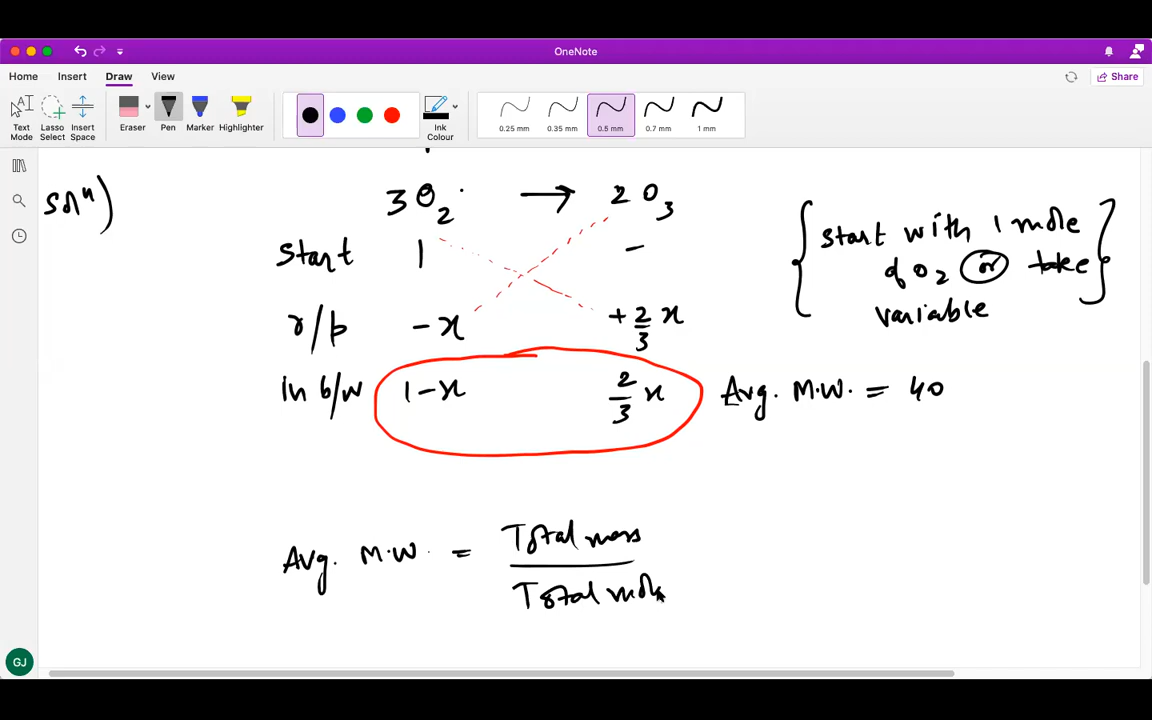 OneNote
Home Insert Draw View
Share
Text Mode
Lasso Select
Insert Space
Eraser
Pen
Marker
Highlighter
Ink Colour
0.25 mm
0.35 mm
0.5 mm
0.7 mm
1 mm
solⁿ)
3O₂ → 2O₃
start 1 –
r/p –x +2/3 x
in b/w 1–x 2/3 x Avg. M.W. = 40
{start with 1 mole
of O₂ or take
variable}
Avg. M.W. = Total mass
Total mole
GJ